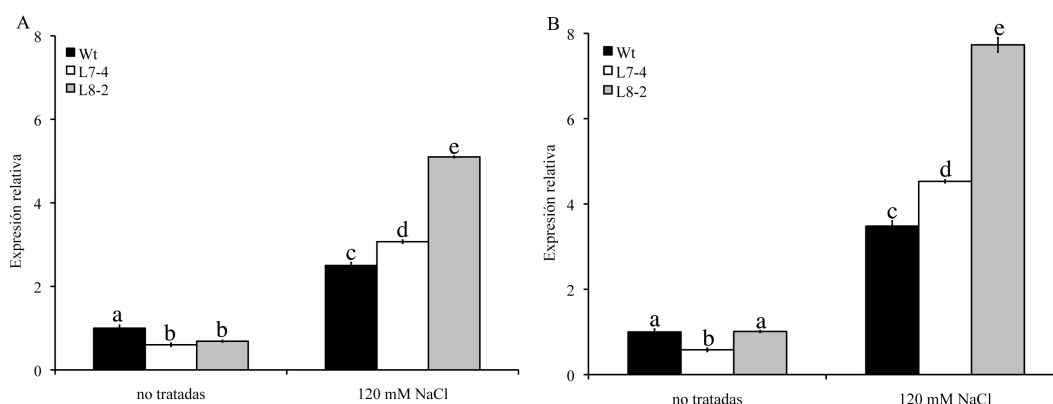 A
8
6
4
2
0
Expresión relativa
Wt
L7-4
L8-2
a
b
b
c
d
e
no tratadas
120 mM NaCl
B
8
6
4
2
0
Expresión relativa
Wt
L7-4
L8-2
a
b
a
c
d
e
no tratadas
120 mM NaCl